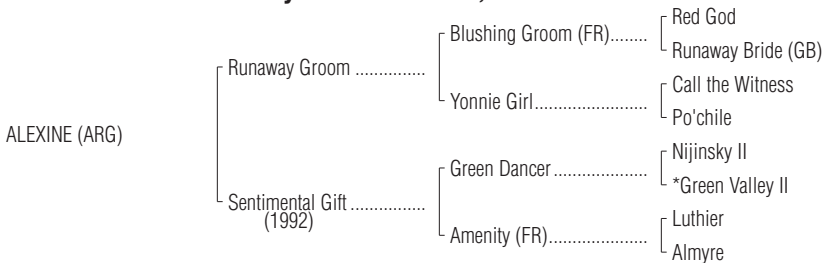 Red God
Blushing Groom (FR)........
Runaway Bride (GB)
Runaway Groom ...............
Call the Witness
Yonnie Girl........................
Po'chile
ALEXINE (ARG)
Nijinsky II
Green Dancer ....................
*Green Valley II
Sentimental Gift ................
(1992)
Luthier
Amenity (FR).....................
Almyre